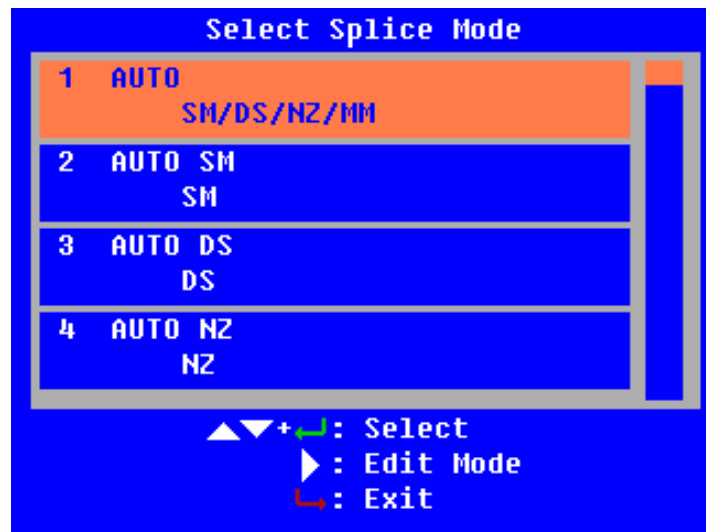 Select Splice Mode
1 AUTO
SM/DS/NZ/MM
2 AUTO SM
SM
3 AUTO DS
DS
4 AUTO NZ
NZ
▲▼+↵: Select
▶: Edit Mode
↳: Exit